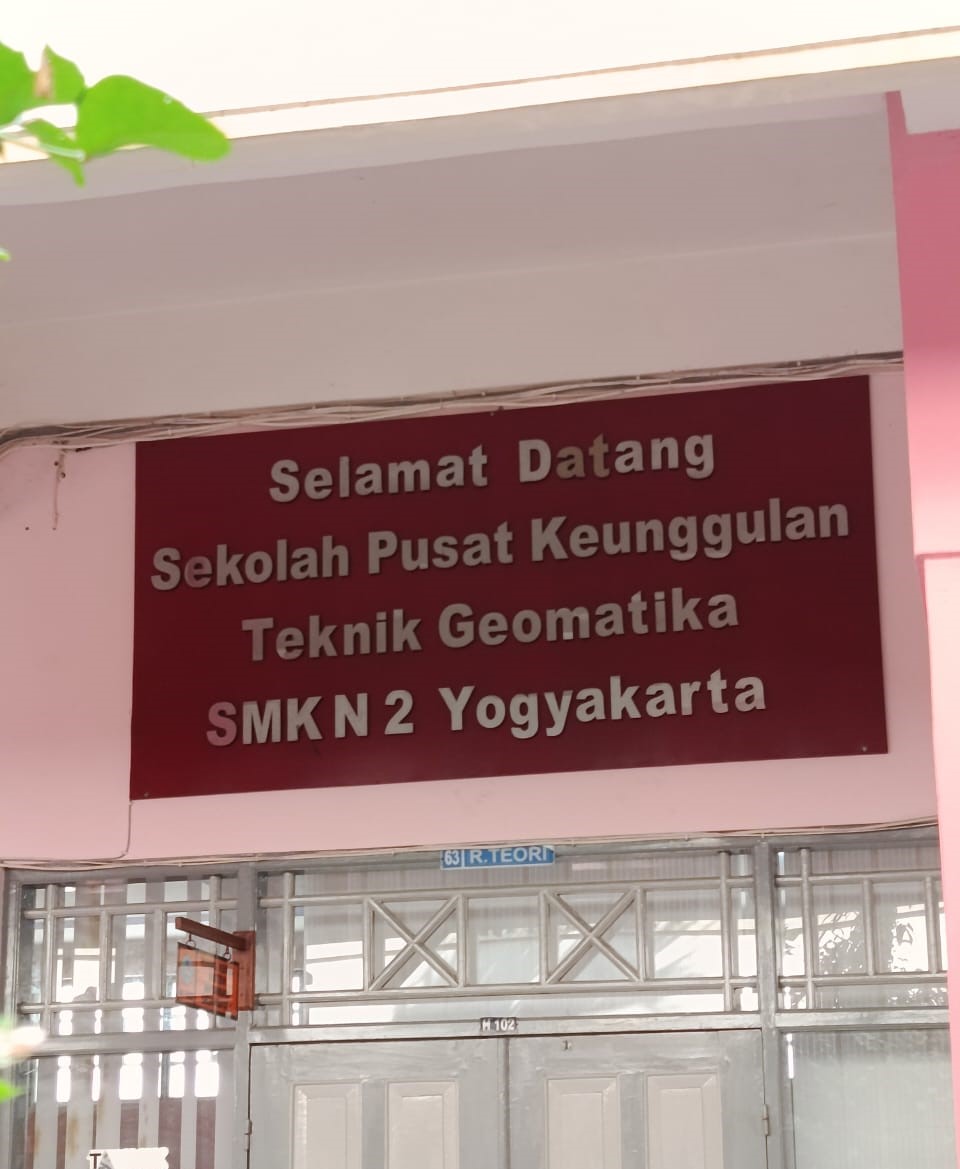 Selamat Datang
Sekolah Pusat Keunggulan
Teknik Geomatika
SMK N 2 Yogyakarta
63 R.TEORI
H 102